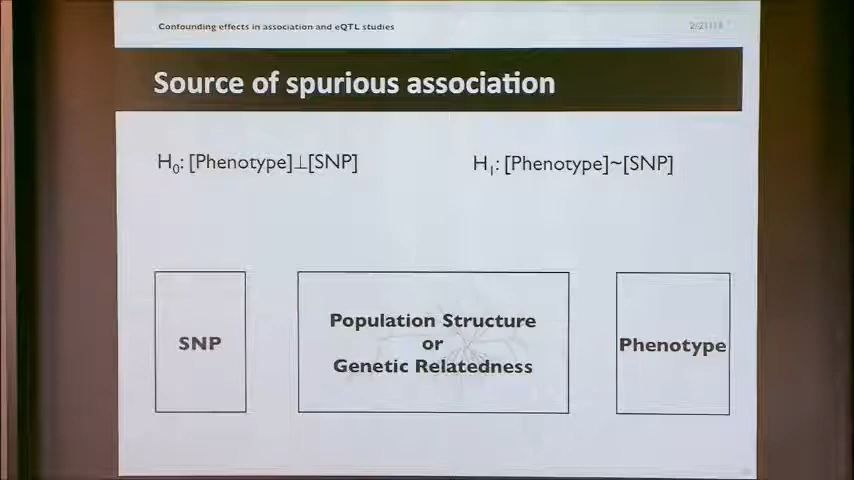 Confounding effects in association and eQTL studies
Source of spurious association
H₀: [Phenotype]⊥[SNP]
H₁: [Phenotype]~[SNP]
SNP
Population Structure
or
Genetic Relatedness
Phenotype